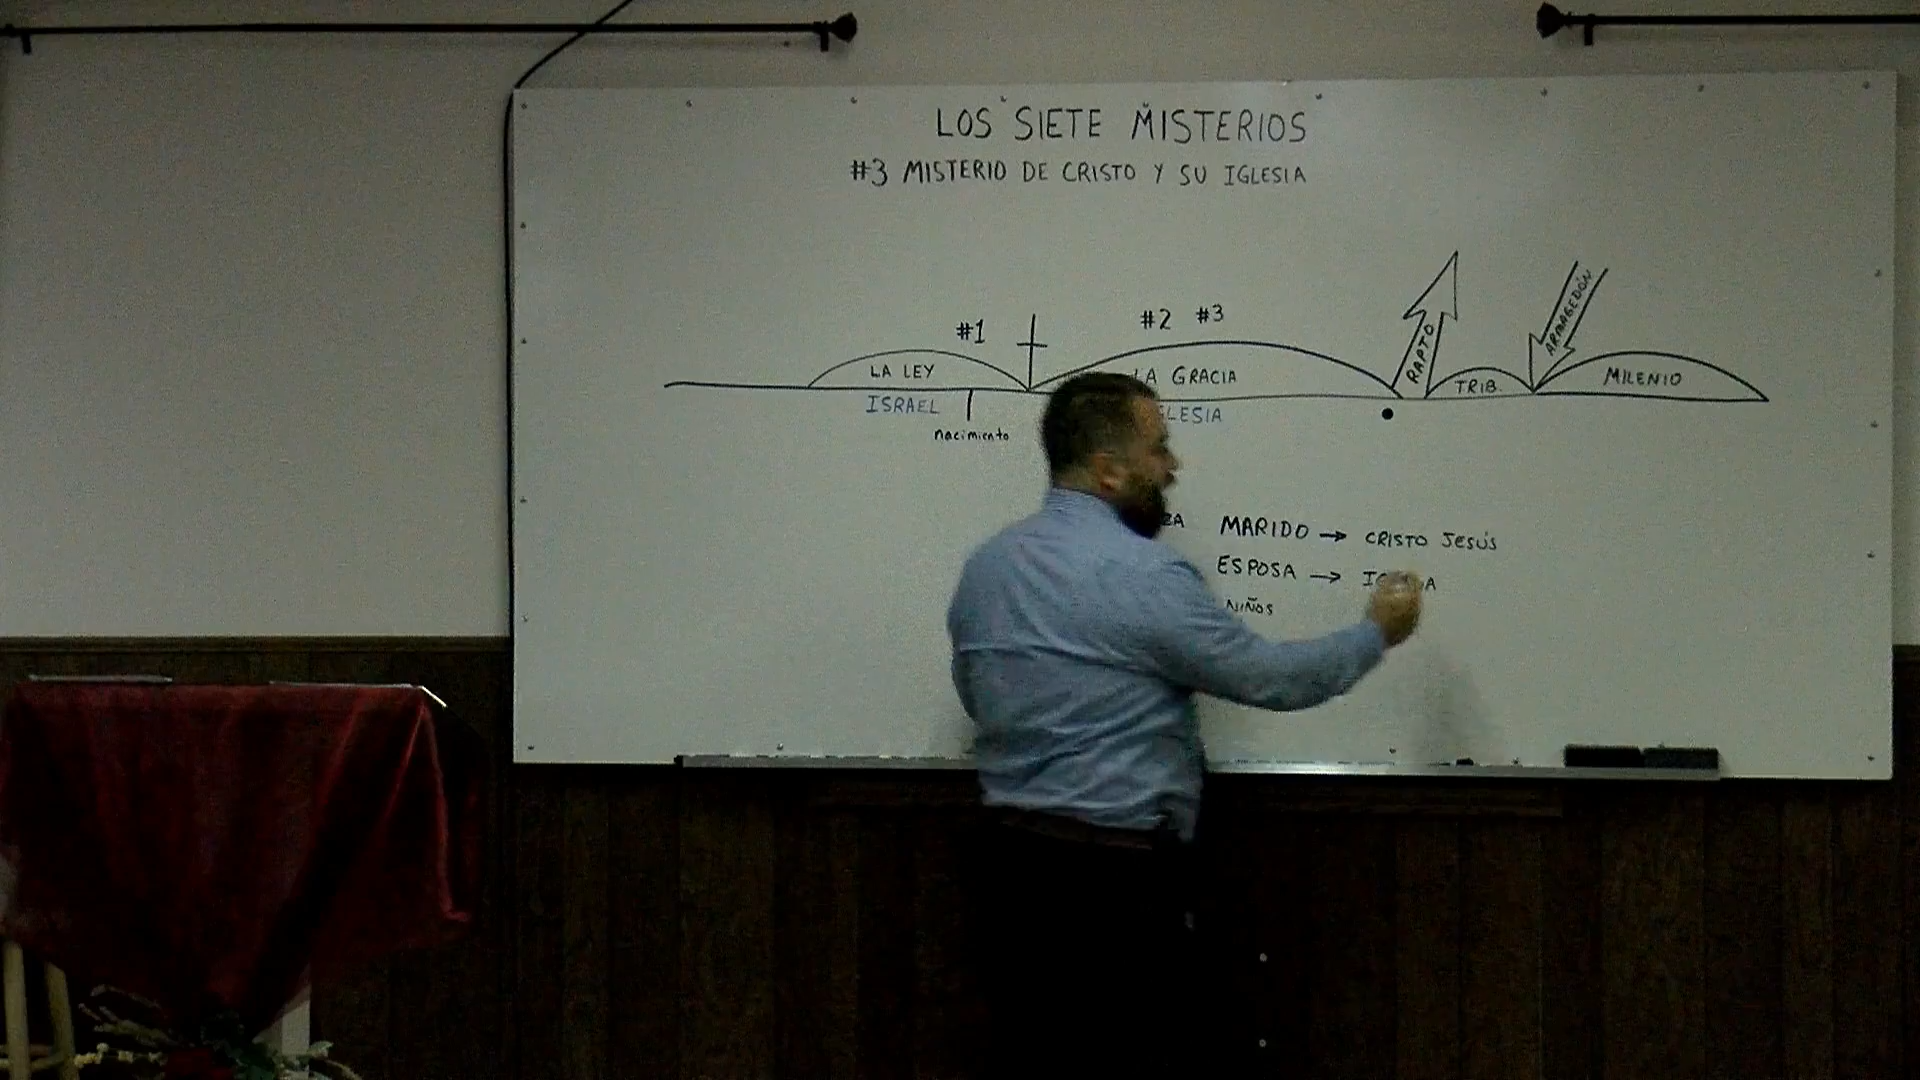 LOS SIETE MISTERIOS
#3 MISTERIO DE CRISTO Y SU IGLESIA
#1 #2 #3
LA LEY LA GRACIA RAPTO TRIB. ARMAGEDÓN MILENIO
ISRAEL
nacimiento
MARIDO → CRISTO JESÚS
ESPOSA →
NIÑOS